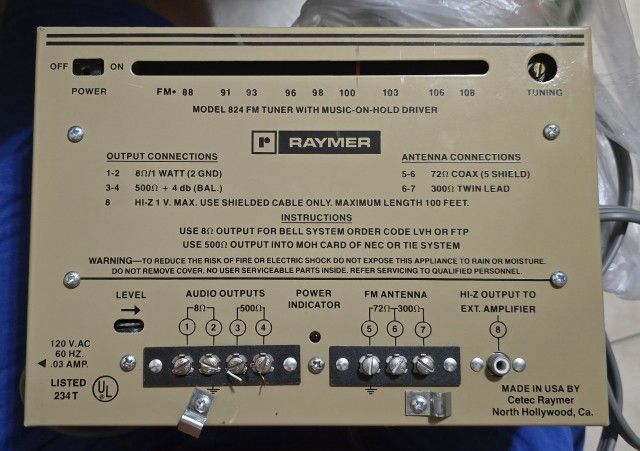 OFF ON
POWER
FM• 88 91 93 96 98 100 103 106 108
TUNING
MODEL 824 FM TUNER WITH MUSIC-ON-HOLD DRIVER
r RAYMER
OUTPUT CONNECTIONS
1-2 8Ω/1 WATT (2 GND)
3-4 500Ω + 4 db (BAL.)
8 HI-Z 1 V. MAX. USE SHIELDED CABLE ONLY. MAXIMUM LENGTH 100 FEET.
ANTENNA CONNECTIONS
5-6 72Ω COAX (5 SHIELD)
6-7 300Ω TWIN LEAD
INSTRUCTIONS
USE 8Ω OUTPUT FOR BELL SYSTEM ORDER CODE LVH OR FTP
USE 500Ω OUTPUT INTO MOH CARD OF NEC OR TIE SYSTEM
WARNING—TO REDUCE THE RISK OF FIRE OR ELECTRIC SHOCK DO NOT EXPOSE THIS APPLIANCE TO RAIN OR MOISTURE.
DO NOT REMOVE COVER. NO USER SERVICEABLE PARTS INSIDE. REFER SERVICING TO QUALIFIED PERSONNEL.
LEVEL
AUDIO OUTPUTS
8Ω 500Ω
1 2 3 4
POWER
INDICATOR
FM ANTENNA
72Ω 300Ω
5 6 7
HI-Z OUTPUT TO
EXT. AMPLIFIER
8
120 V.AC
60 HZ.
.03 AMP.
LISTED
234 T
UL
MADE IN USA BY
Cetec Raymer
North Hollywood, Ca.